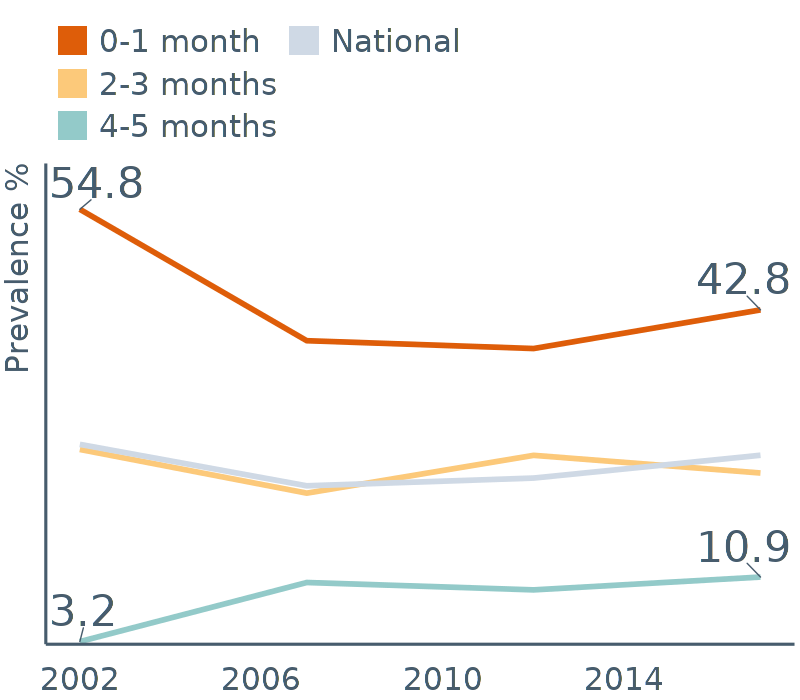 0-1 month
National
2-3 months
4-5 months
Prevalence %
54.8
42.8
10.9
3.2
2002 2006 2010 2014